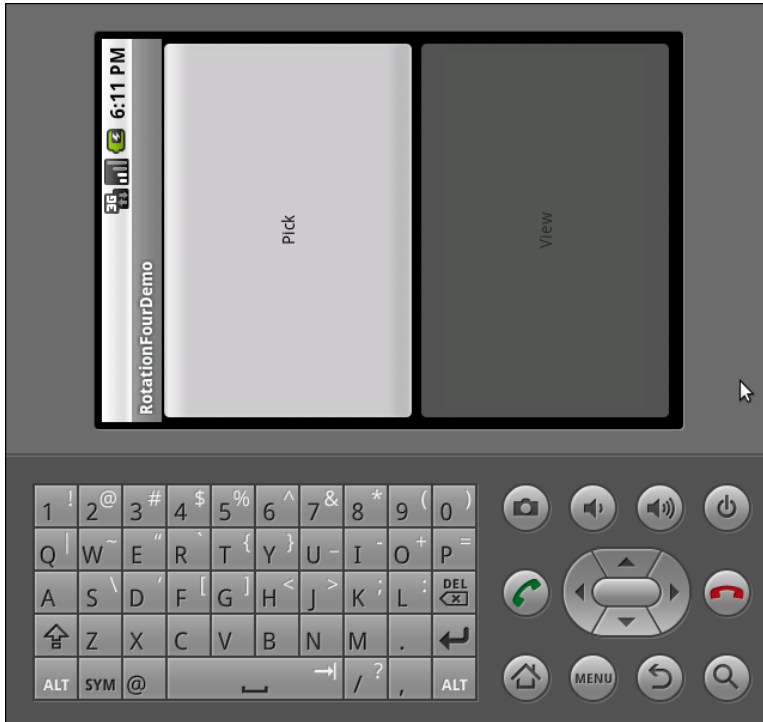 3G 6:11 PM
RotationFourDemo
Pick
View
1 ! 2 @ 3 # 4 $ 5 % 6 ^ 7 & 8 * 9 ( 0 )
Q | W ~ E " R ` T { Y } U _ I - O + P =
A S \ D ' F [ G ] H < J > K ; L : DEL
Z X C V B N M .
ALT SYM @ / ? , ALT
MENU